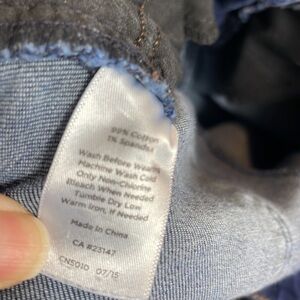 99% Cotton
1% Spandex
Wash Before Wearing
Machine Wash Cold
Only Non-Chlorine
Bleach When Needed
Tumble Dry Low
Warm Iron, If Needed
Made In China
CA #23147
CN5010 07/15